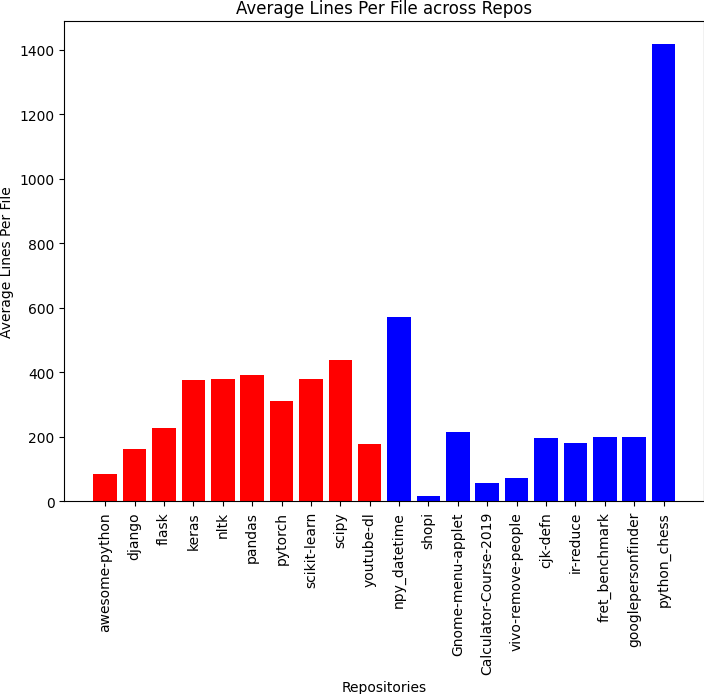 Average Lines Per File across Repos
Average Lines Per File
1400
1200
1000
800
600
400
200
0
awesome-python
django
flask
keras
nltk
pandas
pytorch
scikit-learn
scipy
youtube-dl
npy_datetime
shopi
Gnome-menu-applet
Calculator-Course-2019
vivo-remove-people
cjk-defn
ir-reduce
fret_benchmark
googlepersonfinder
python_chess
Repositories